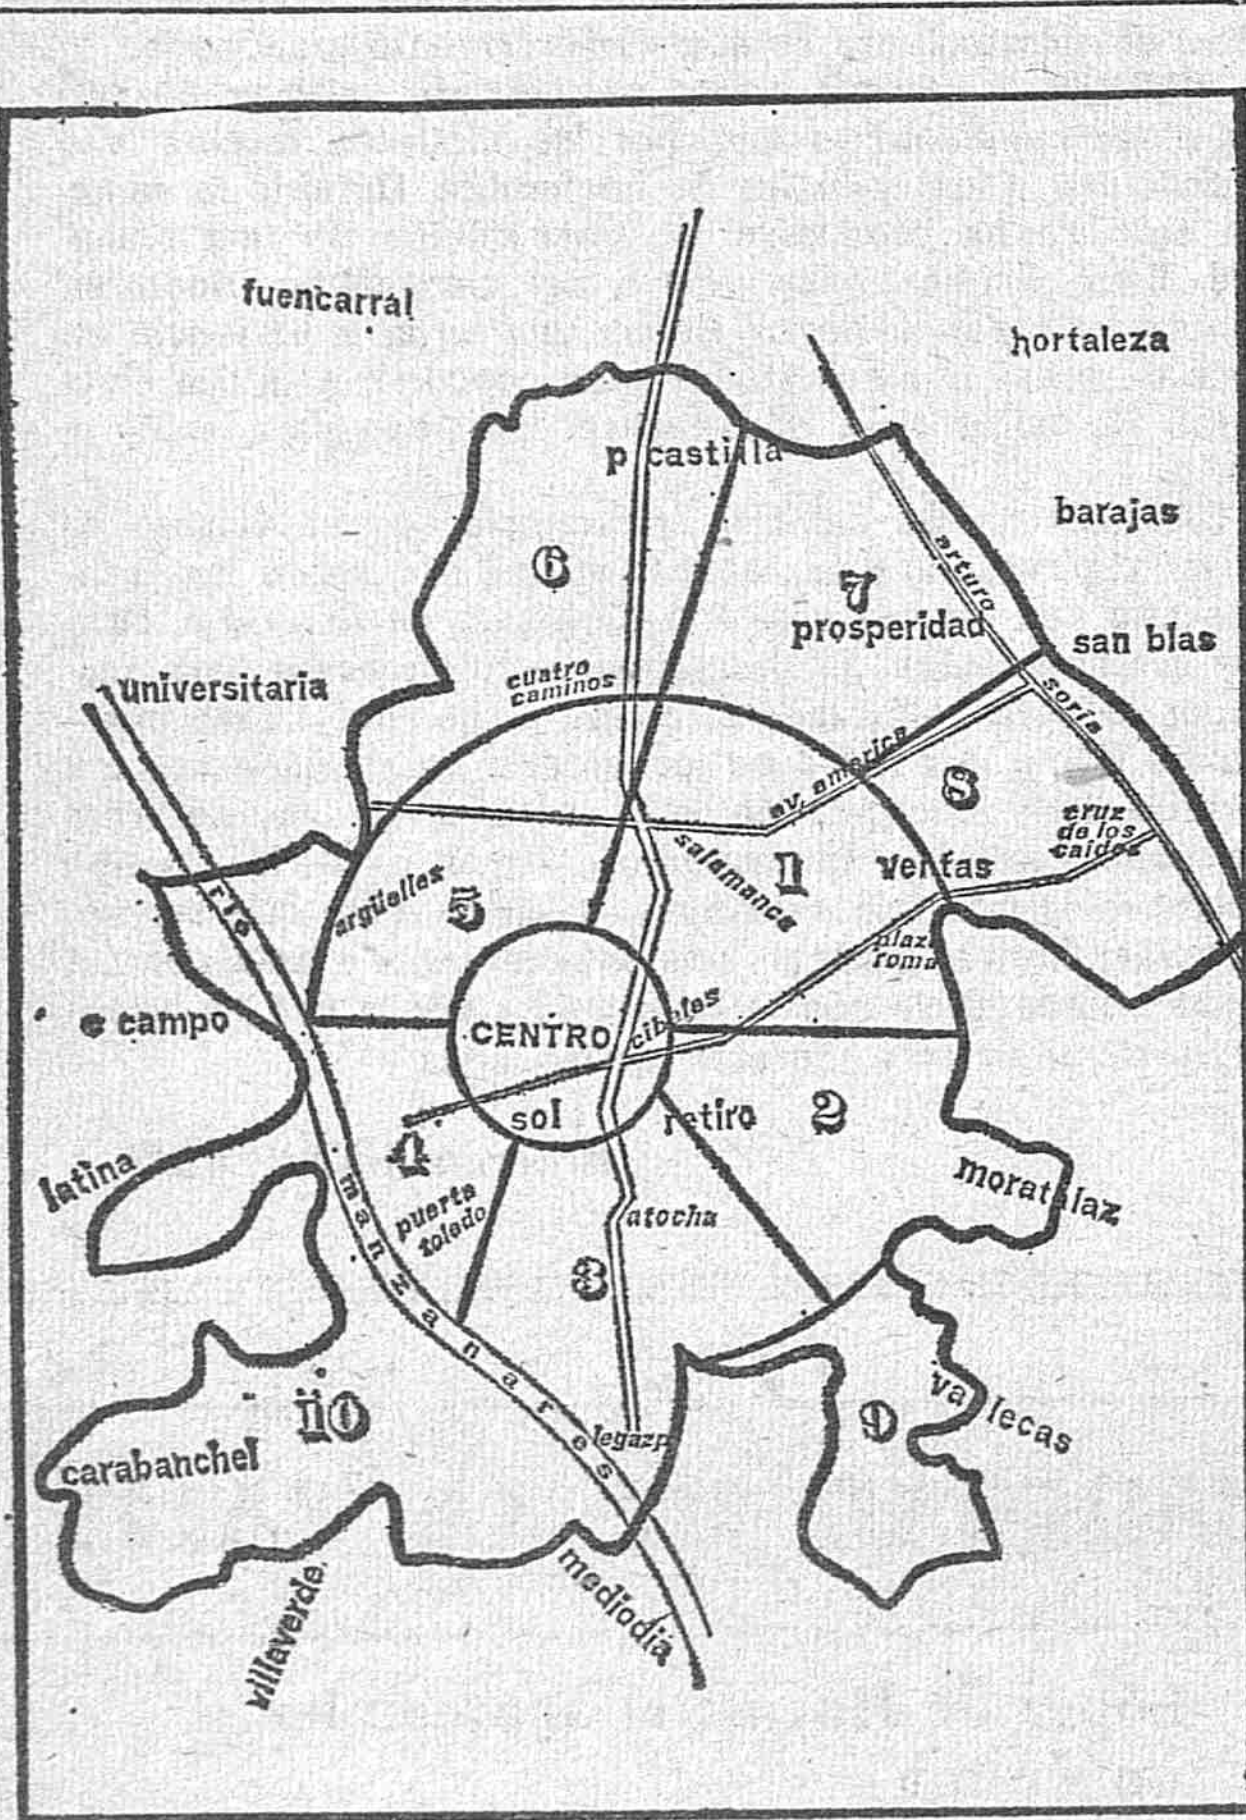 fuencarral
hortaleza
p castilla
barajas
6
arturo
7
prosperidad
san blas
cuatro
caminos
universitaria
soria
av. america
8
cruz
de los
caidos
salamanca
1
ventas
argüelles
5
rio
plaza
roma
c campo
CENTRO
cibeles
sol
retiro
2
4
latina
moratalaz
manzanares
puerta
toledo
atocha
3
10
9
vallecas
legazpi
carabanchel
mediodia
villaverde